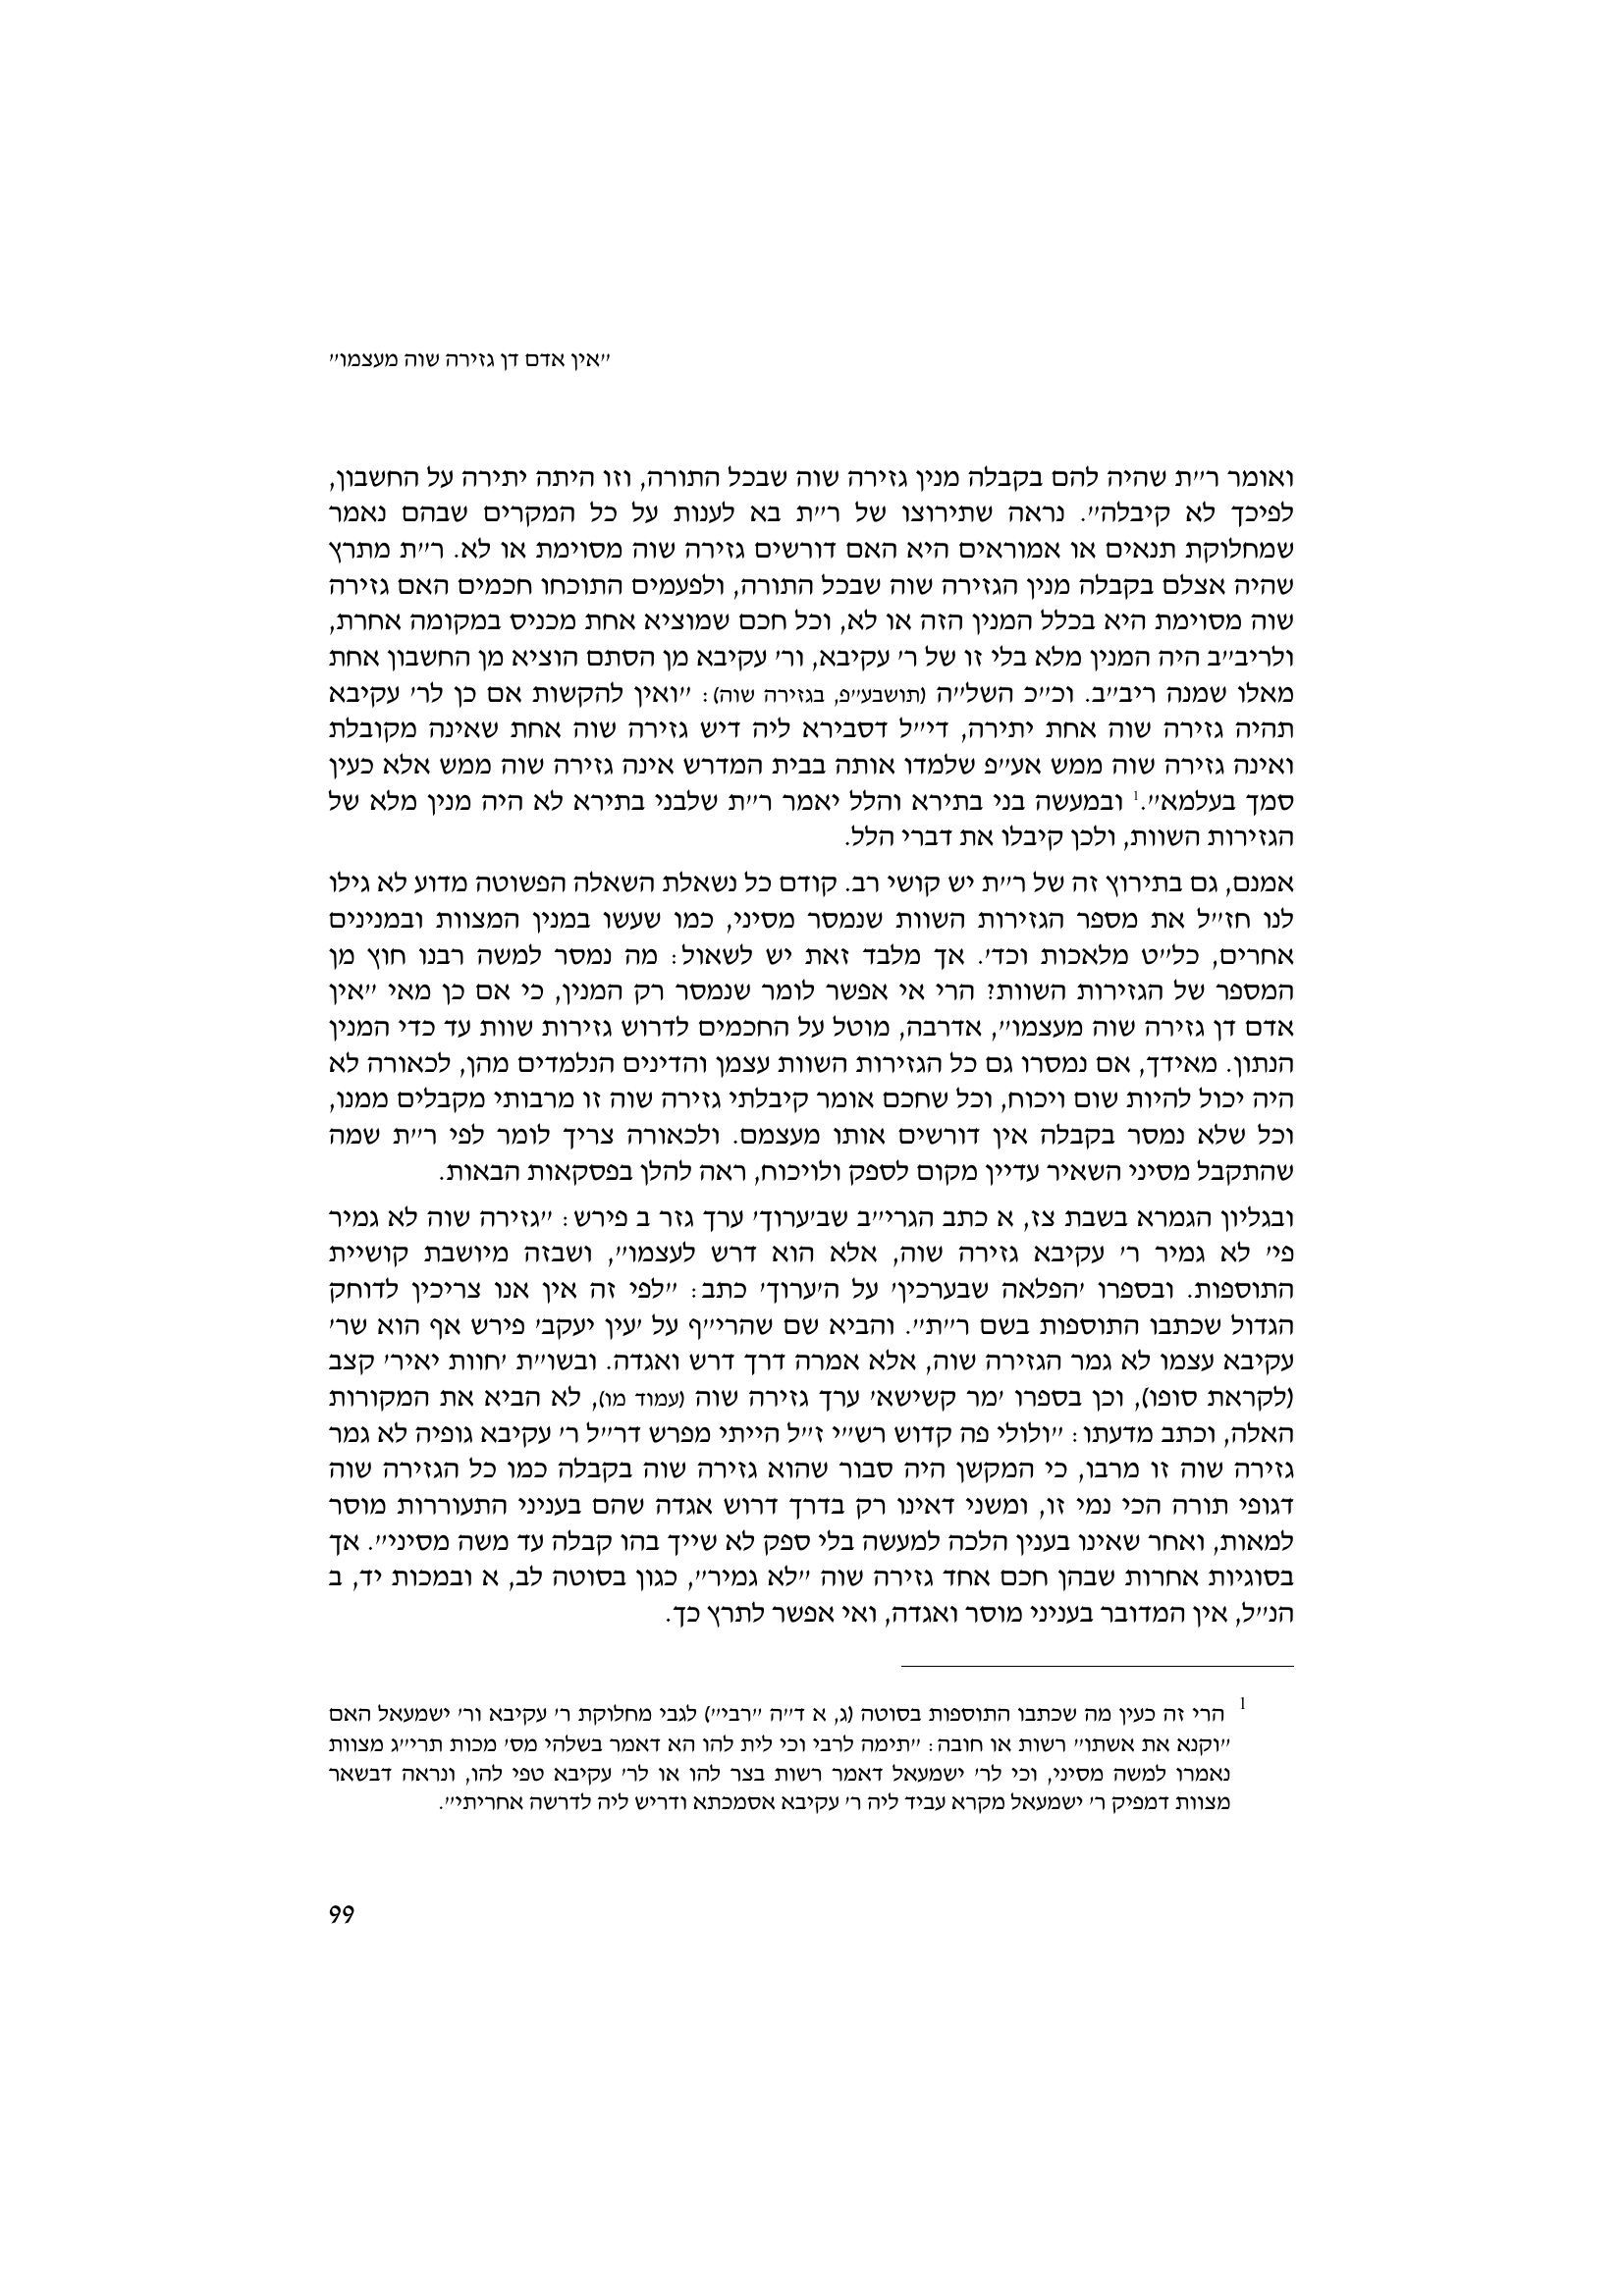 "אין אדם דן גזירה שוה מעצמו"
ואומר ר"ת שהיה להם בקבלה מנין גזירה שוה שבכל התורה, וזו היתה יתירה על החשבון,
לפיכך לא קיבלה". נראה שתירוצו של ר"ת בא לענות על כל המקרים שבהם נאמר
שמחלוקת תנאים או אמוראים היא האם דורשים גזירה שוה מסוימת או לא. ר"ת מתרץ
שהיה אצלם בקבלה מנין הגזירה שוה שבכל התורה, ולפעמים התוכחו חכמים האם גזירה
שוה מסוימת היא בכלל המנין הזה או לא, וכל חכם שמוציא אחת מכניס במקומה אחרת,
ולריב"ב היה המנין מלא בלי זו של ר' עקיבא, ור' עקיבא מן הסתם הוציא מן החשבון אחת
מאלו שמנה ריב"ב. וכ"כ השל"ה (תושבע"פ, בגזירה שוה): "ואין להקשות אם כן לר' עקיבא
תהיה גזירה שוה אחת יתירה, די"ל דסבירא ליה דיש גזירה שוה אחת שאינה מקובלת
ואינה גזירה שוה ממש אע"פ שלמדו אותה בבית המדרש אינה גזירה שוה ממש אלא כעין
סמך בעלמא".1 ובמעשה בני בתירא והלל יאמר ר"ת שלבני בתירא לא היה מנין מלא של
הגזירות השוות, ולכן קיבלו את דברי הלל.
אמנם, גם בתירוץ זה של ר"ת יש קושי רב. קודם כל נשאלת השאלה הפשוטה מדוע לא גילו
לנו חז"ל את מספר הגזירות השוות שנמסר מסיני, כמו שעשו במנין המצוות ובמנינים
אחרים, כל"ט מלאכות וכד'. אך מלבד זאת יש לשאול: מה נמסר למשה רבנו חוץ מן
המספר של הגזירות השוות? הרי אי אפשר לומר שנמסר רק המנין, כי אם כן מאי "אין
אדם דן גזירה שוה מעצמו", אדרבה, מוטל על החכמים לדרוש גזירות שוות עד כדי המנין
הנתון. מאידך, אם נמסרו גם כל הגזירות השוות עצמן והדינים הנלמדים מהן, לכאורה לא
היה יכול להיות שום ויכוח, וכל שחכם אומר קיבלתי גזירה שוה זו מרבותי מקבלים ממנו,
וכל שלא נמסר בקבלה אין דורשים אותו מעצמם. ולכאורה צריך לומר לפי ר"ת שמה
שהתקבל מסיני השאיר עדיין מקום לספק ולויכוח, ראה להלן בפסקאות הבאות.
ובגליון הגמרא בשבת צז, א כתב הגרי"ב שב'ערוך' ערך גזר ב פירש: "גזירה שוה לא גמיר
פי' לא גמיר ר' עקיבא גזירה שוה, אלא הוא דרש לעצמו", ושבזה מיושבת קושיית
התוספות. ובספרו 'הפלאה שבערכין' על ה'ערוך' כתב: "לפי זה אין אנו צריכין לדוחק
הגדול שכתבו התוספות בשם ר"ת". והביא שם שהרי"ף על 'עין יעקב' פירש אף הוא שר'
עקיבא עצמו לא גמר הגזירה שוה, אלא אמרה דרך דרש ואגדה. ובשו"ת 'חוות יאיר' קצב
(לקראת סופו), וכן בספרו 'מר קשישא' ערך גזירה שוה (עמוד מו), לא הביא את המקורות
האלה, וכתב מדעתו: "ולולי פה קדוש רש"י ז"ל הייתי מפרש דר"ל ר' עקיבא גופיה לא גמר
גזירה שוה זו מרבו, כי המקשן היה סבור שהוא גזירה שוה בקבלה כמו כל הגזירה שוה
דגופי תורה הכי נמי זו, ומשני דאינו רק בדרך דרוש אגדה שהם בעניני התעוררות מוסר
למאות, ואחר שאינו בענין הלכה למעשה בלי ספק לא שייך בהו קבלה עד משה מסיני". אך
בסוגיות אחרות שבהן חכם אחד גזירה שוה "לא גמיר", כגון בסוטה לב, א ובמכות יד, ב
הנ"ל, אין המדובר בעניני מוסר ואגדה, ואי אפשר לתרץ כך.
1 הרי זה כעין מה שכתבו התוספות בסוטה (ג, א ד"ה "רבי") לגבי מחלוקת ר' עקיבא ור' ישמעאל האם
"וקנא את אשתו" רשות או חובה: "תימה לרבי וכי לית להו הא דאמר בשלהי מס' מכות תרי"ג מצוות
נאמרו למשה מסיני, וכי לר' ישמעאל דאמר רשות בצר להו או לר' עקיבא טפי להו, ונראה דבשאר
מצוות דמפיק ר' ישמעאל מקרא עביד ליה ר' עקיבא אסמכתא ודריש ליה לדרשה אחריתי".
99